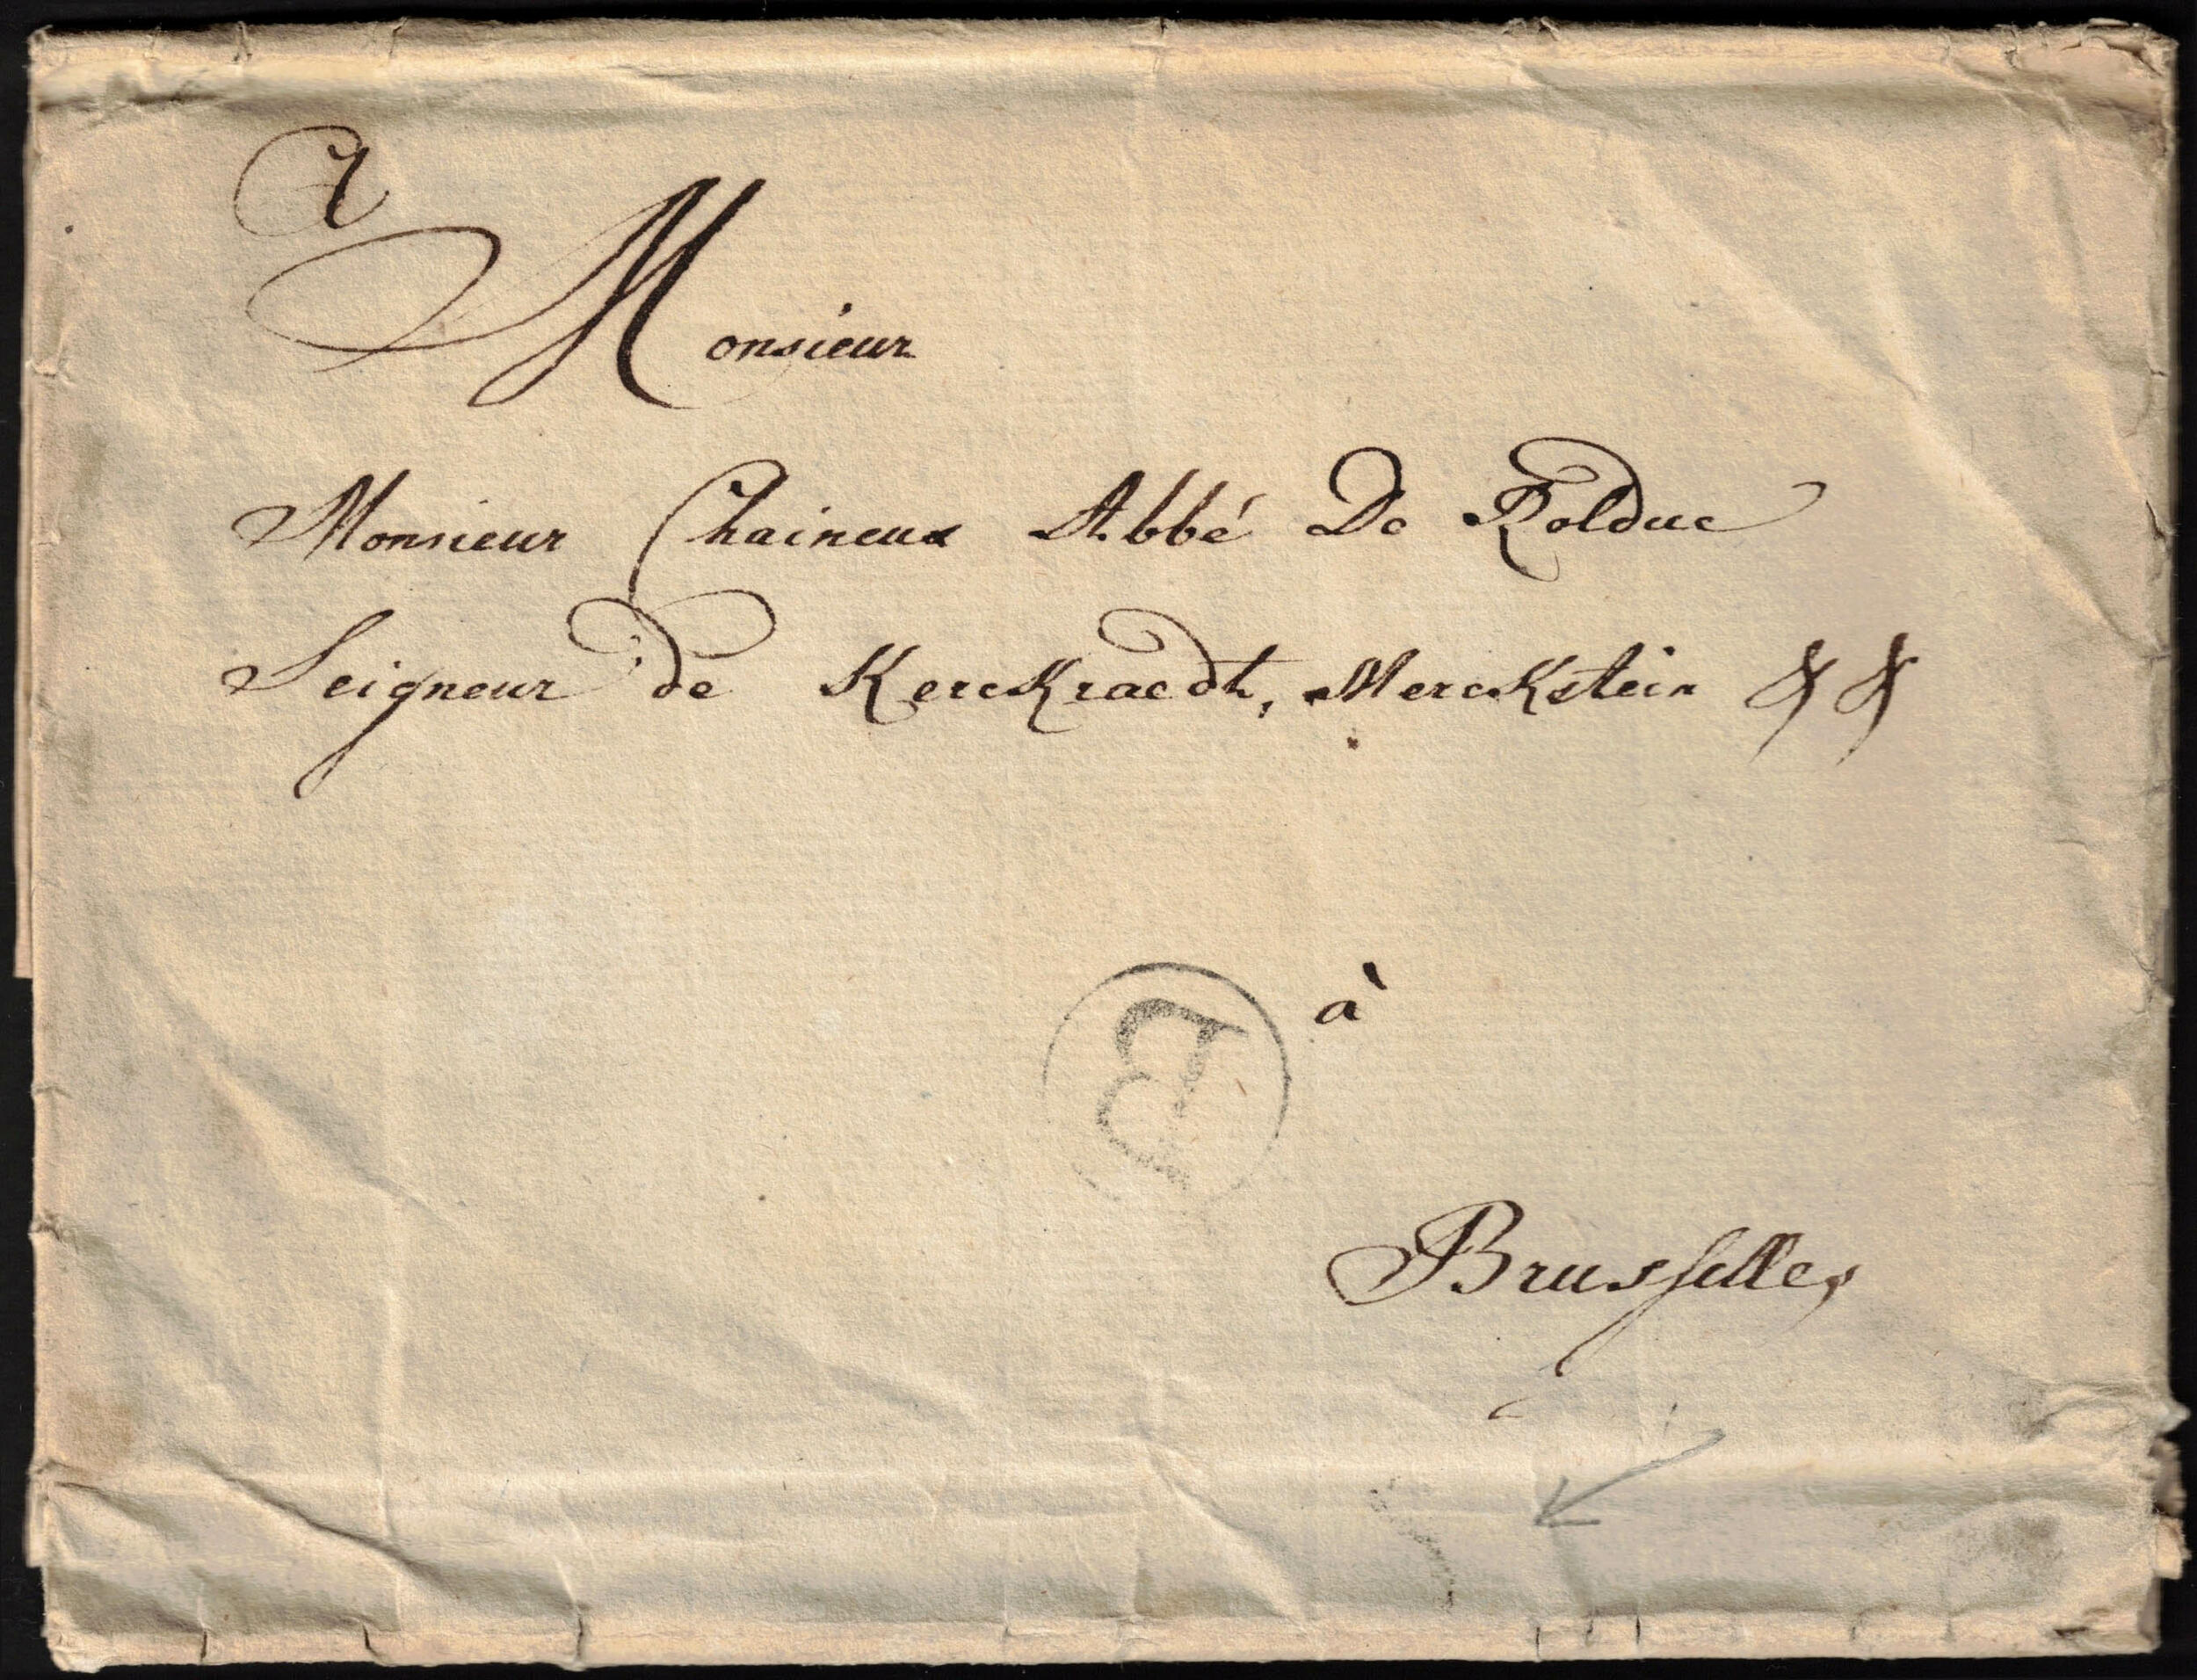 A
Monsieur
Monsieur Chaineux Abbé De Rolduc
Seigneur de Kerckraedt, Merckstein & &
à
B
Brusselles